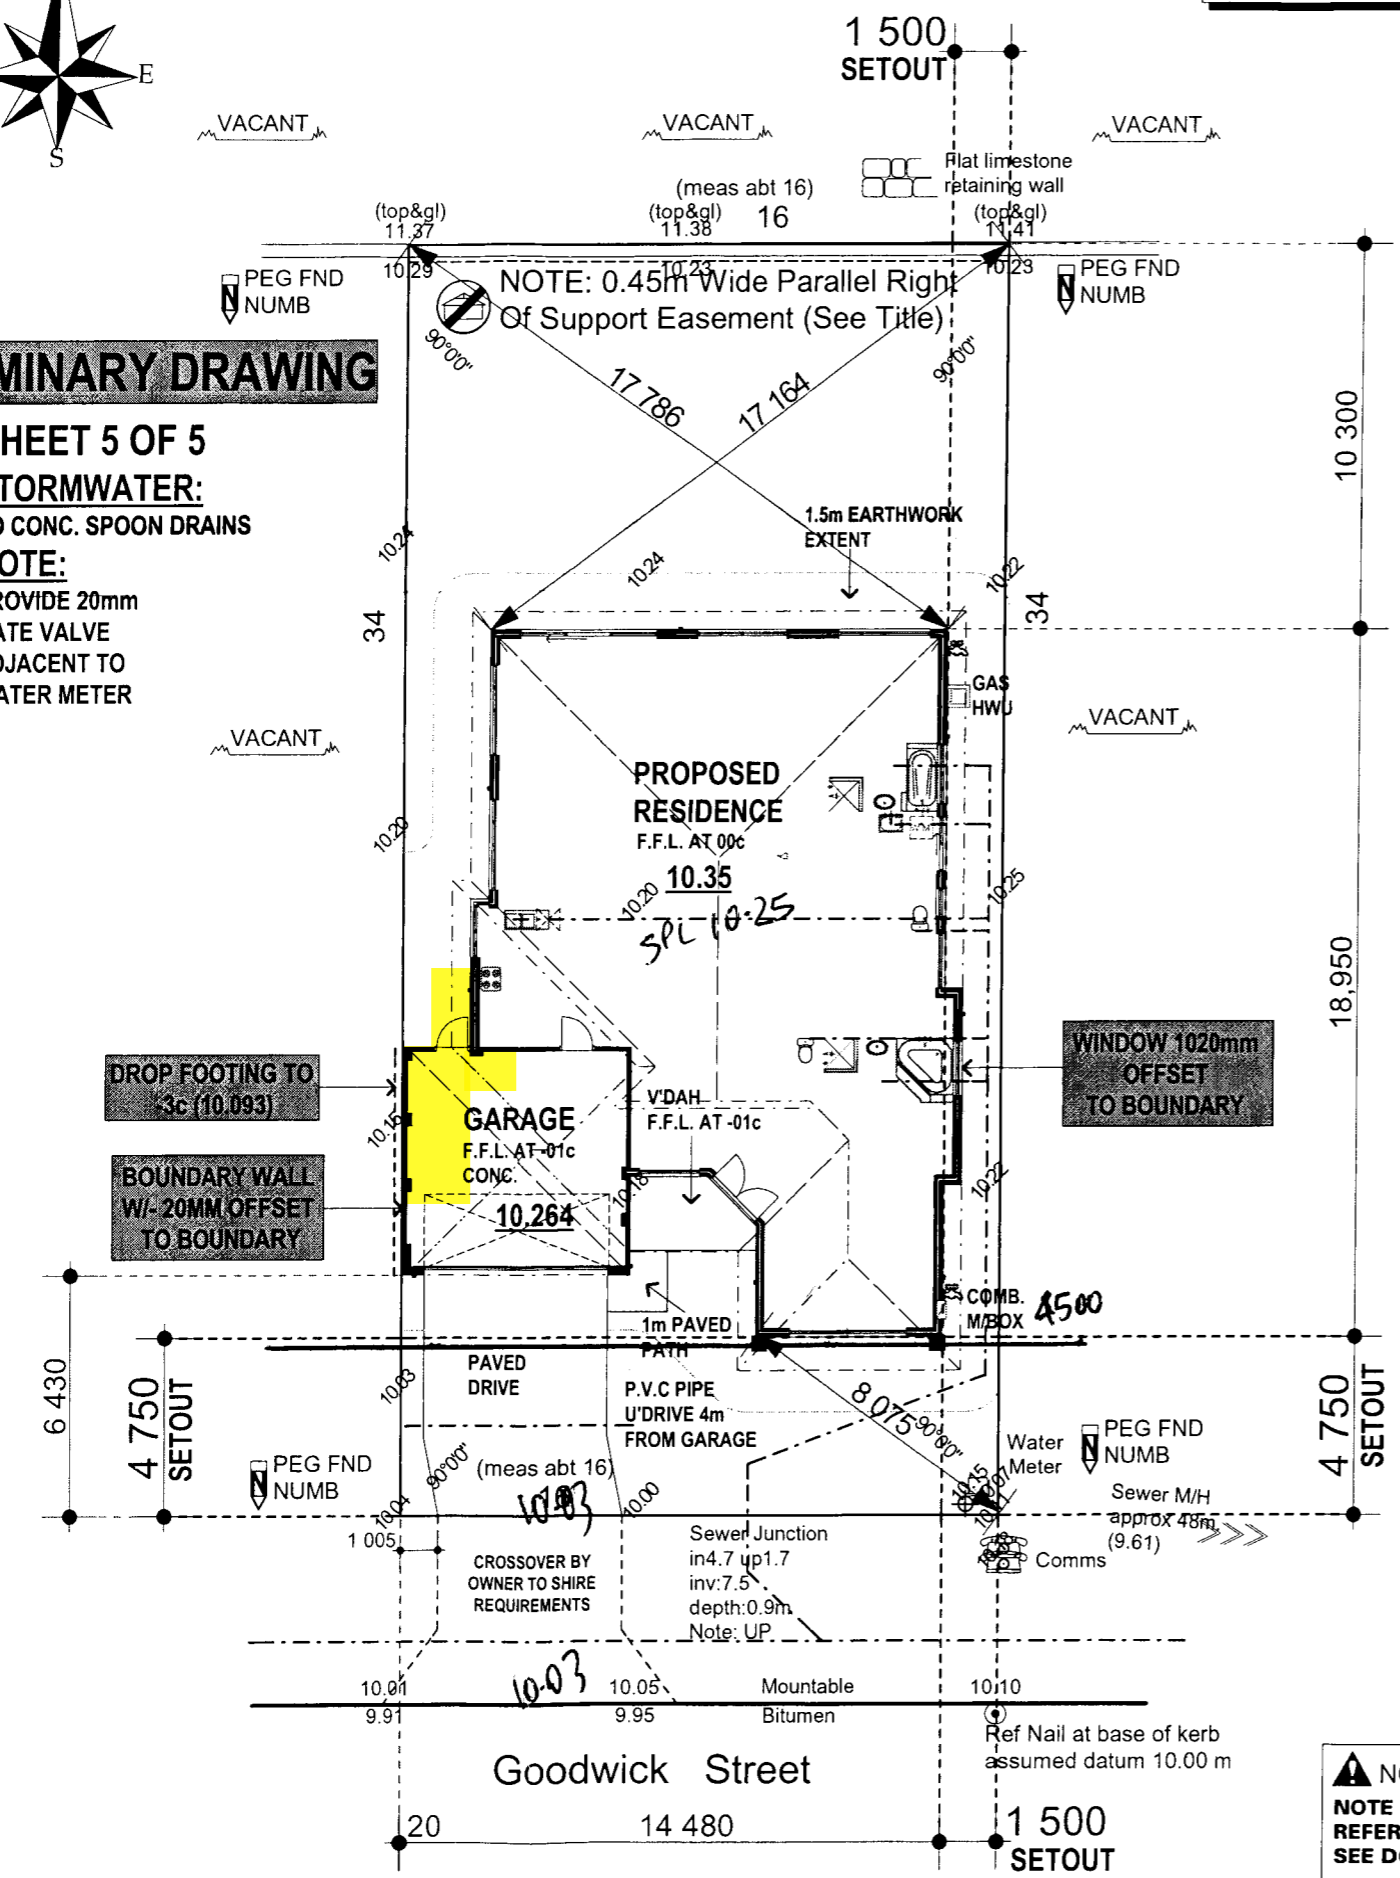 1 500
SETOUT
E
S
VACANT
VACANT
VACANT
Flat limestone
retaining wall
(meas abt 16)
16
(top&gl)
11.37
(top&gl)
11.38
(top&gl)
11.41
10.29
10.23
10.23
PEG FND
NUMB
N
NOTE: 0.45m Wide Parallel Right
Of Support Easement (See Title)
PEG FND
NUMB
N
90°0'0"
90°0'0"
MINARY DRAWING
17 786
17 164
10 300
HEET 5 OF 5
TORMWATER:
CONC. SPOON DRAINS
OTE:
ROVIDE 20mm
ATE VALVE
DJACENT TO
ATER METER
1.5m EARTHWORK
EXTENT
10.24
10.24
10.22
34
34
GAS
HWU
VACANT
VACANT
PROPOSED
RESIDENCE
F.F.L. AT 00c
10.35
10.20
10.20
SPL 10.25
10.25
18,950
DROP FOOTING TO
-3c (10.093)
WINDOW 1020mm
OFFSET
TO BOUNDARY
10.15
GARAGE
F.F.L. AT -01c
CONC.
10.264
V'DAH
F.F.L. AT -01c
10.18
10.22
BOUNDARY WALL
W/- 20MM OFFSET
TO BOUNDARY
COMB.
M/BOX
4500
1m PAVED
PATH
PAVED
DRIVE
P.V.C PIPE
U'DRIVE 4m
FROM GARAGE
6 430
4 750
SETOUT
10.03
8 075
90°0'0"
4 750
SETOUT
PEG FND
NUMB
N
90°0'0"
(meas abt 16)
10.03
10.04
10.00
Water
Meter
10.15
10.07
PEG FND
NUMB
N
Sewer M/H
approx 48m
(9.61)
1 005
CROSSOVER BY
OWNER TO SHIRE
REQUIREMENTS
Sewer Junction
in4.7 up1.7
inv:7.5
depth:0.9m
Note: UP
Comms
10.03
10.01
10.05
Mountable
10.10
9.91
9.95
Bitumen
Ref Nail at base of kerb
assumed datum 10.00 m
Goodwick Street
20
14 480
1 500
SETOUT
NOTE
REFER